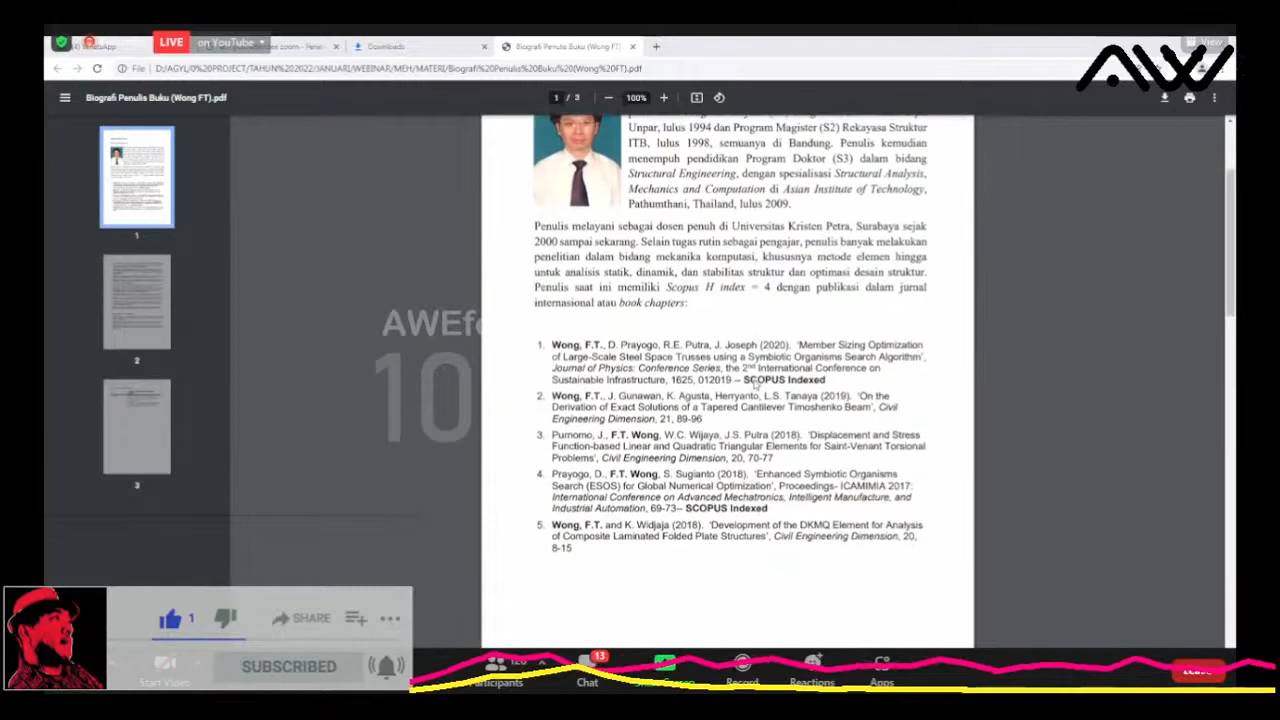 (4) WhatsApp
LIVE
on YouTube
zoom - Pene
Downloads
Biografi Penulis Buku (Wong FT)
View
AW
File
D:/AGYL/0%20PROJECT/TAHUN%202022/JANUARI/WEBINAR/MEH/MATERI/Biografi%20Penulis%20Buku%20(Wong%20FT).pdf
Biografi Penulis Buku (Wong FT).pdf
1 / 3
100%
Unpar, lulus 1994 dan Program Magister (S2) Rekayasa Struktur
ITB, lulus 1998, semuanya di Bandung. Penulis kemudian
menempuh pendidikan Program Doktor (S3) dalam bidang
Structural Engineering, dengan spesialisasi Structural Analysis,
Mechanics and Computation di Asian Institute of Technology,
Pathumthani, Thailand, lulus 2009.
Penulis melayani sebagai dosen penuh di Universitas Kristen Petra, Surabaya sejak
2000 sampai sekarang. Selain tugas rutin sebagai pengajar, penulis banyak melakukan
penelitian dalam bidang mekanika komputasi, khususnya metode elemen hingga
untuk analisis statik, dinamik, dan stabilitas struktur dan optimasi desain struktur.
Penulis saat ini memiliki Scopus H index = 4 dengan publikasi dalam jurnal
internasional atau book chapters:
1. Wong, F.T., D. Prayogo, R.E. Putra, J. Joseph (2020). 'Member Sizing Optimization
of Large-Scale Steel Space Trusses using a Symbiotic Organisms Search Algorithm',
Journal of Physics: Conference Series, the 2nd International Conference on
Sustainable Infrastructure, 1625, 012019 – SCOPUS Indexed
2. Wong, F.T., J. Gunawan, K. Agusta, Herryanto, L.S. Tanaya (2019). 'On the
Derivation of Exact Solutions of a Tapered Cantilever Timoshenko Beam', Civil
Engineering Dimension, 21, 89-96
3. Purnomo, J., F.T. Wong, W.C. Wijaya, J.S. Putra (2018). 'Displacement and Stress
Function-based Linear and Quadratic Triangular Elements for Saint-Venant Torsional
Problems', Civil Engineering Dimension, 20, 70-77
4. Prayogo, D., F.T. Wong, S. Sugianto (2018). 'Enhanced Symbiotic Organisms
Search (ESOS) for Global Numerical Optimization', Proceedings- ICAMIMIA 2017:
International Conference on Advanced Mechatronics, Intelligent Manufacture, and
Industrial Automation, 69-73– SCOPUS Indexed
5. Wong, F.T. and K. Widjaja (2018). 'Development of the DKMQ Element for Analysis
of Composite Laminated Folded Plate Structures', Civil Engineering Dimension, 20,
8-15
1
2
3
AWEfe
10
1
SHARE
SUBSCRIBED
Start Video
Participants
13
Chat
Record
Reactions
Apps